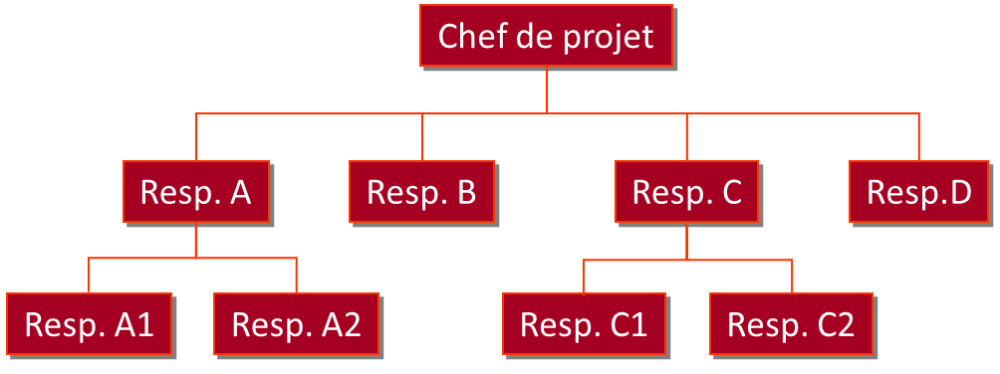 Chef de projet
Resp. A
Resp. B
Resp. C
Resp.D
Resp. A1
Resp. A2
Resp. C1
Resp. C2